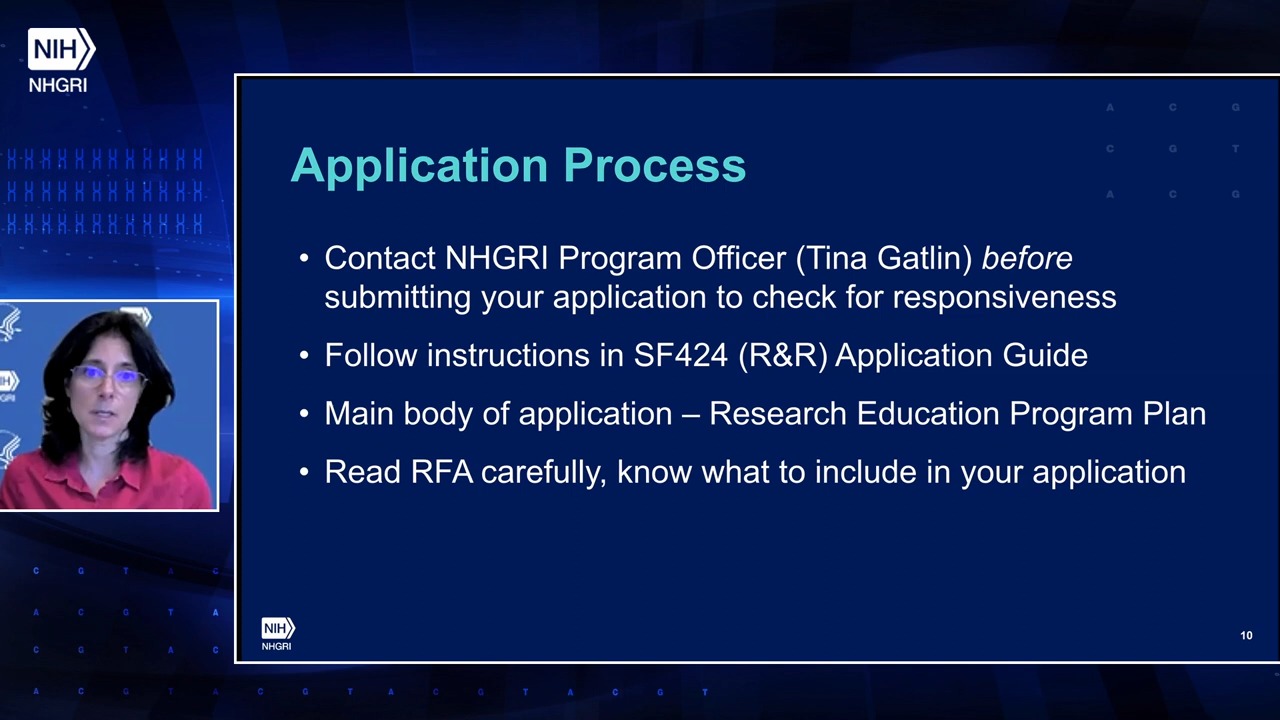 NIH
NHGRI
A C G
C G T
A C G
Application Process
• Contact NHGRI Program Officer (Tina Gatlin) before
submitting your application to check for responsiveness
• Follow instructions in SF424 (R&R) Application Guide
• Main body of application – Research Education Program Plan
• Read RFA carefully, know what to include in your application
C G T A C
A C G T A
C G T A C
NIH
NHGRI
10
A C G T A C G T A C G T A C G T